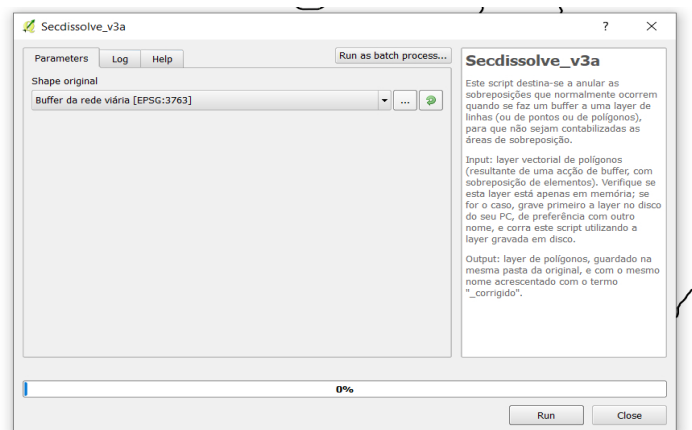 Secdissolve_v3a
Parameters Log Help Run as batch process...
Shape original
Buffer da rede viária [EPSG:3763]
...
Secdissolve_v3a
Este script destina-se a anular as
sobreposições que normalmente ocorrem
quando se faz um buffer a uma layer de
linhas (ou de pontos ou de polígonos),
para que não sejam contabilizadas as
áreas de sobreposição.
Input: layer vectorial de polígonos
(resultante de uma acção de buffer, com
sobreposição de elementos). Verifique se
esta layer está apenas em memória; se
for o caso, grave primeiro a layer no disco
do seu PC, de preferência com outro
nome, e corra este script utilizando a
layer gravada em disco.
Output: layer de polígonos, guardado na
mesma pasta da original, e com o mesmo
nome acrescentado com o termo
"_corrigido".
0%
Run Close